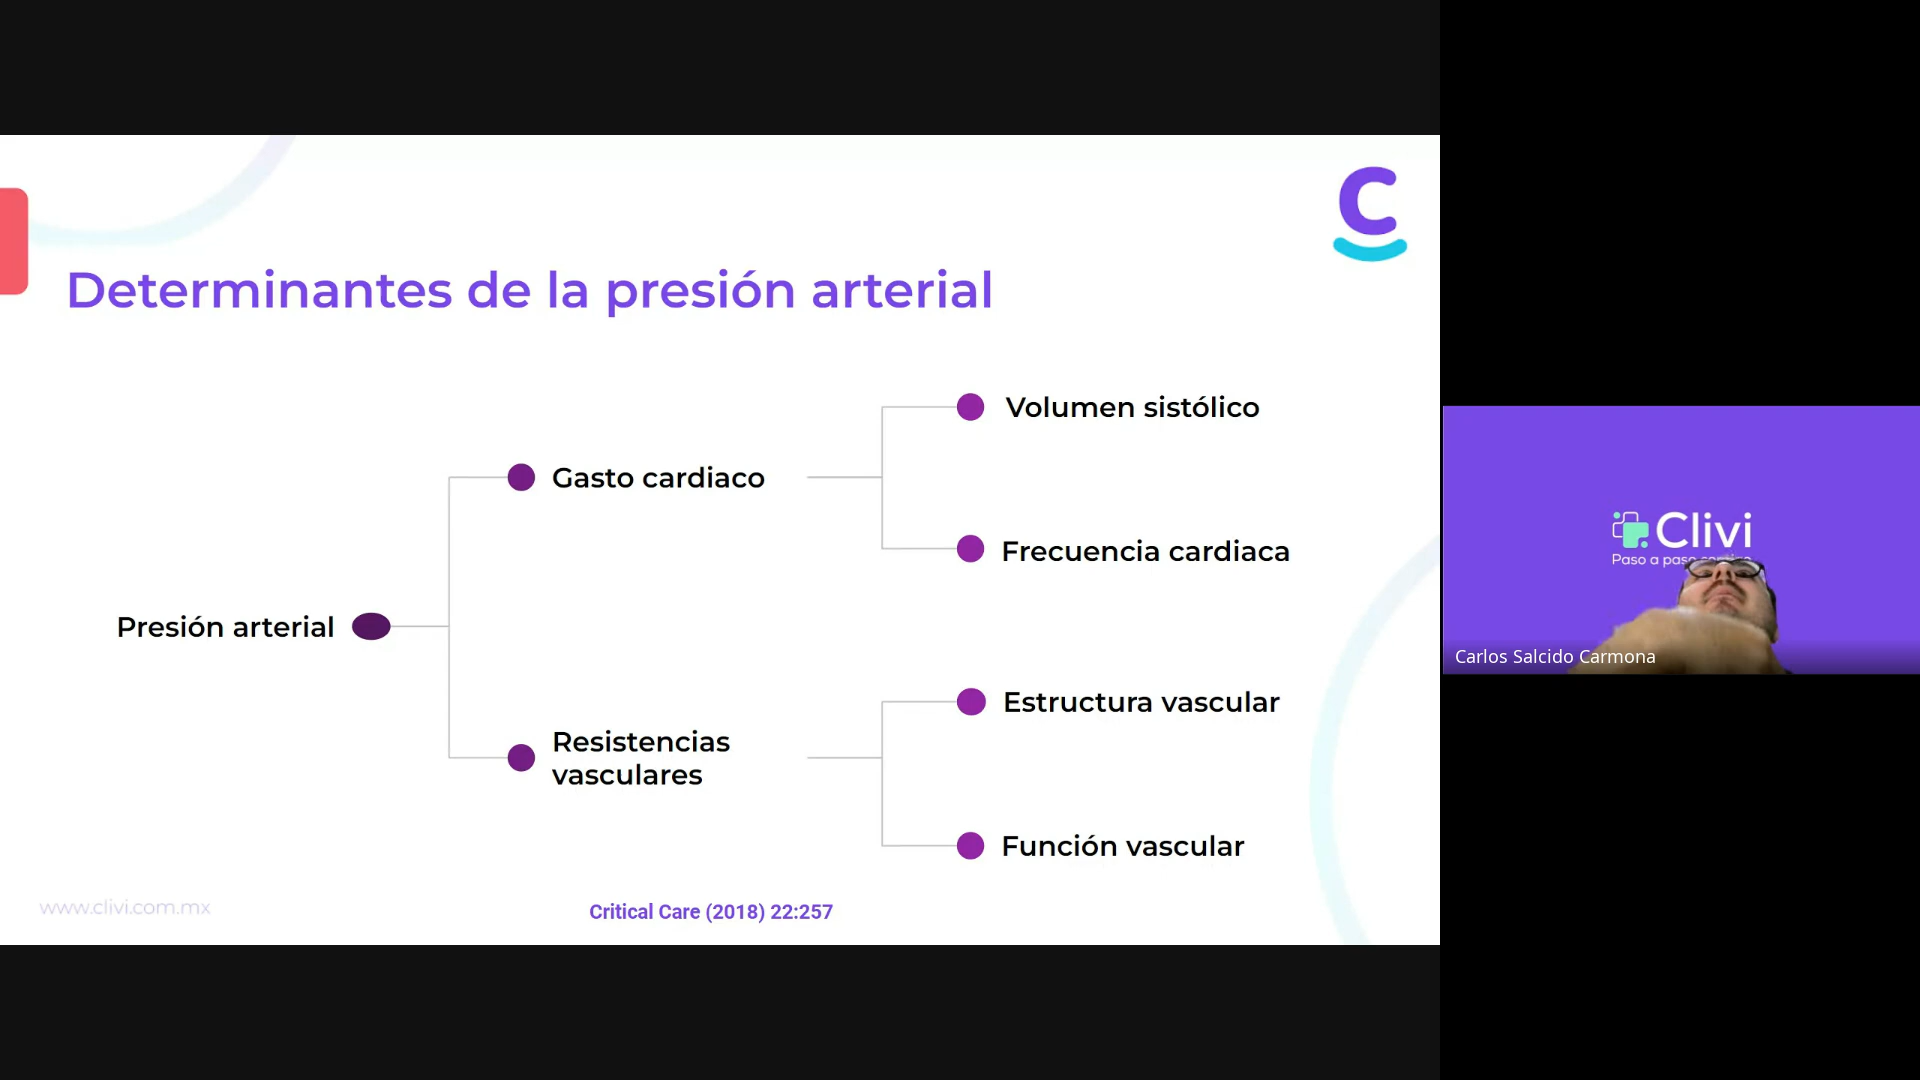 Determinantes de la presión arterial
Volumen sistólico
Gasto cardiaco
Frecuencia cardiaca
Presión arterial
Estructura vascular
Resistencias
vasculares
Función vascular
www.clivi.com.mx
Critical Care (2018) 22:257
C
Clivi
Paso a paso
Carlos Salcido Carmona